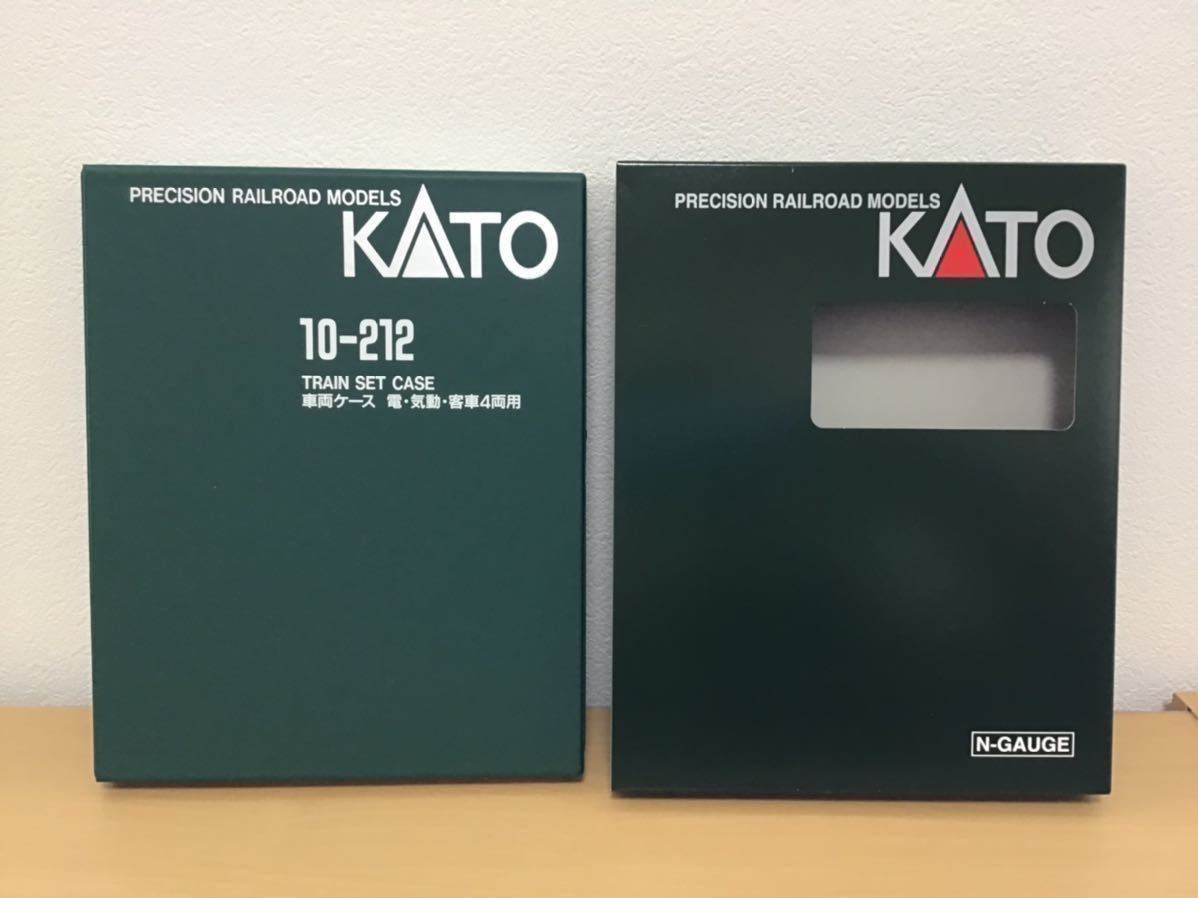 PRECISION RAILROAD MODELS
KATO
10-212
TRAIN SET CASE
車両ケース 電・気動・客車4両用
PRECISION RAILROAD MODELS
KATO
N-GAUGE